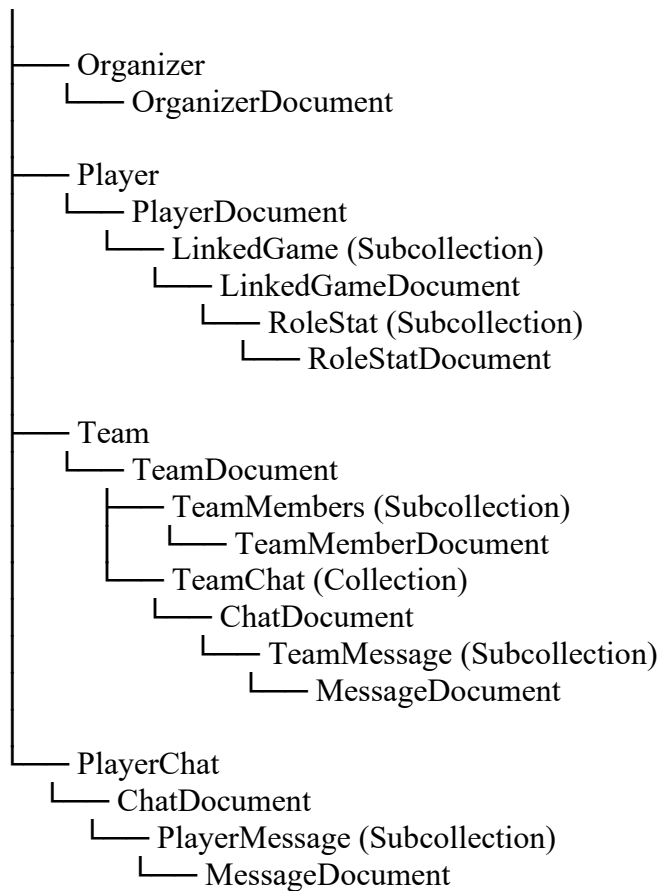 Organizer
OrganizerDocument
Player
PlayerDocument
LinkedGame (Subcollection)
LinkedGameDocument
RoleStat (Subcollection)
RoleStatDocument
Team
TeamDocument
TeamMembers (Subcollection)
TeamMemberDocument
TeamChat (Collection)
ChatDocument
TeamMessage (Subcollection)
MessageDocument
PlayerChat
ChatDocument
PlayerMessage (Subcollection)
MessageDocument